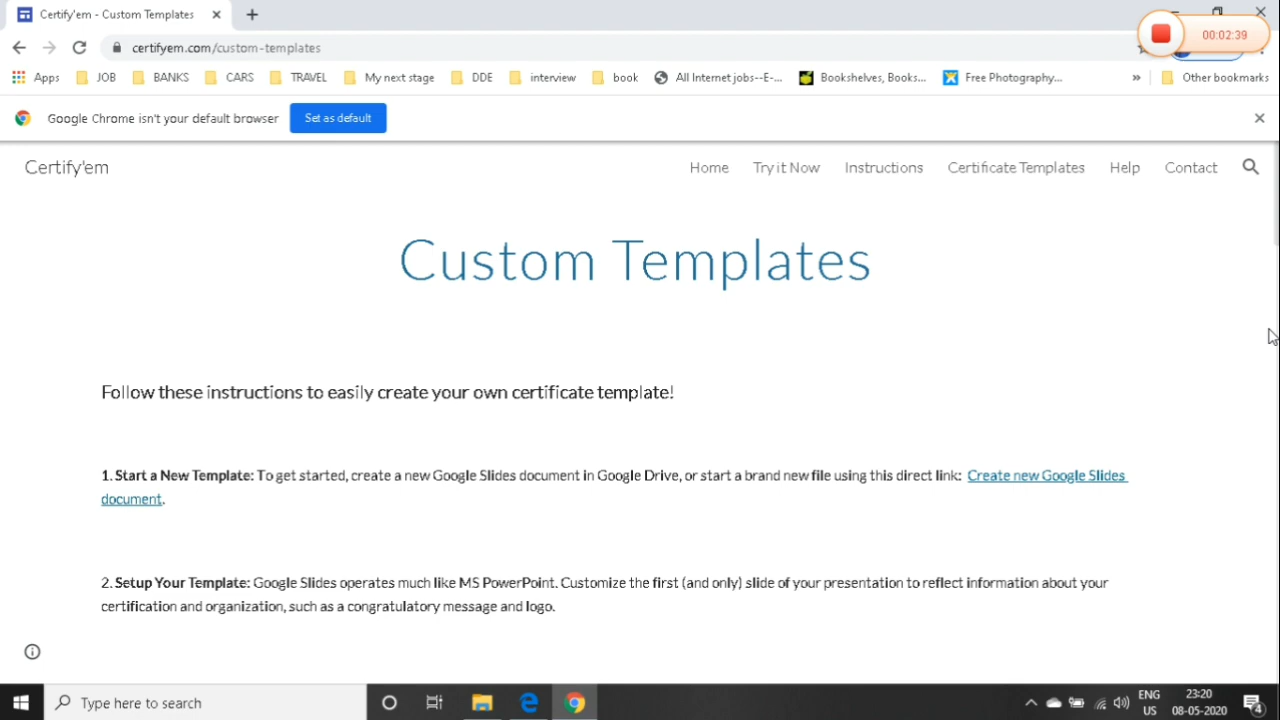 Certify'em - Custom Templates
00:02:39
certifyem.com/custom-templates
Apps JOB BANKS CARS TRAVEL My next stage DDE interview book All Internet jobs--E-... Bookshelves, Books... Free Photography... » Other bookmarks
Google Chrome isn't your default browser Set as default
Certify'em Home Try it Now Instructions Certificate Templates Help Contact
Custom Templates
Follow these instructions to easily create your own certificate template!
1. Start a New Template: To get started, create a new Google Slides document in Google Drive, or start a brand new file using this direct link: Create new Google Slides
document.
2. Setup Your Template: Google Slides operates much like MS PowerPoint. Customize the first (and only) slide of your presentation to reflect information about your
certification and organization, such as a congratulatory message and logo.
Type here to search
ENG 23:20
US 08-05-2020 4